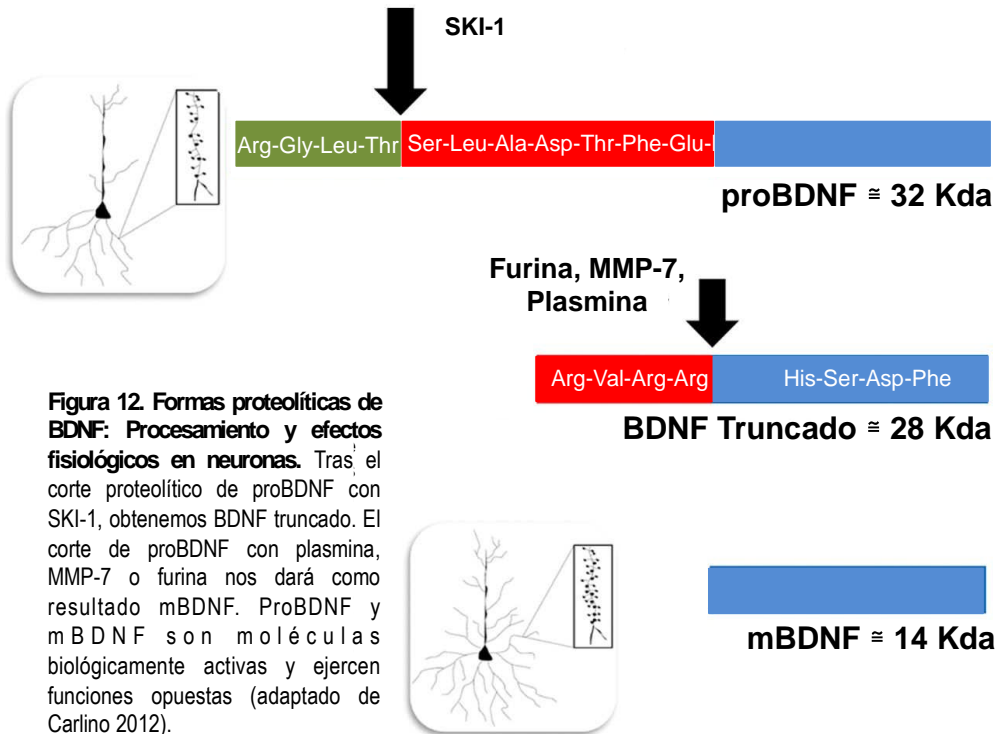 SKI-1
Arg-Gly-Leu-Thr Ser-Leu-Ala-Asp-Thr-Phe-Glu-
proBDNF ≅ 32 Kda
Furina, MMP-7,
Plasmina
Arg-Val-Arg-Arg His-Ser-Asp-Phe
BDNF Truncado ≅ 28 Kda
Figura 12. Formas proteolíticas de
BDNF: Procesamiento y efectos
fisiológicos en neuronas. Tras el
corte proteolítico de proBDNF con
SKI-1, obtenemos BDNF truncado. El
corte de proBDNF con plasmina,
MMP-7 o furina nos dará como
resultado mBDNF. ProBDNF y
mBDNF son moléculas
biológicamente activas y ejercen
funciones opuestas (adaptado de
Carlino 2012).
mBDNF ≅ 14 Kda